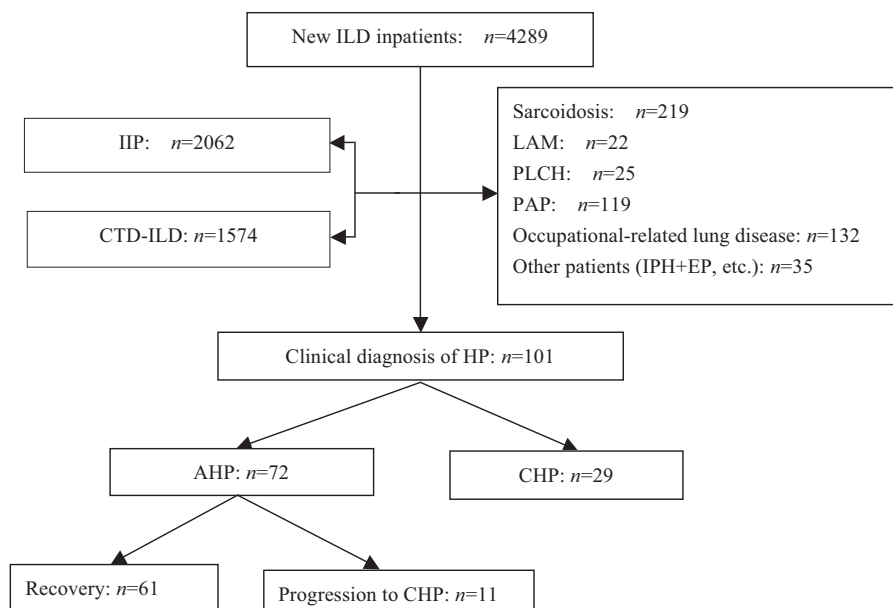 New ILD inpatients: n=4289
IIP: n=2062
CTD-ILD: n=1574
Sarcoidosis: n=219
LAM: n=22
PLCH: n=25
PAP: n=119
Occupational-related lung disease: n=132
Other patients (IPH+EP, etc.): n=35
Clinical diagnosis of HP: n=101
AHP: n=72
CHP: n=29
Recovery: n=61
Progression to CHP: n=11